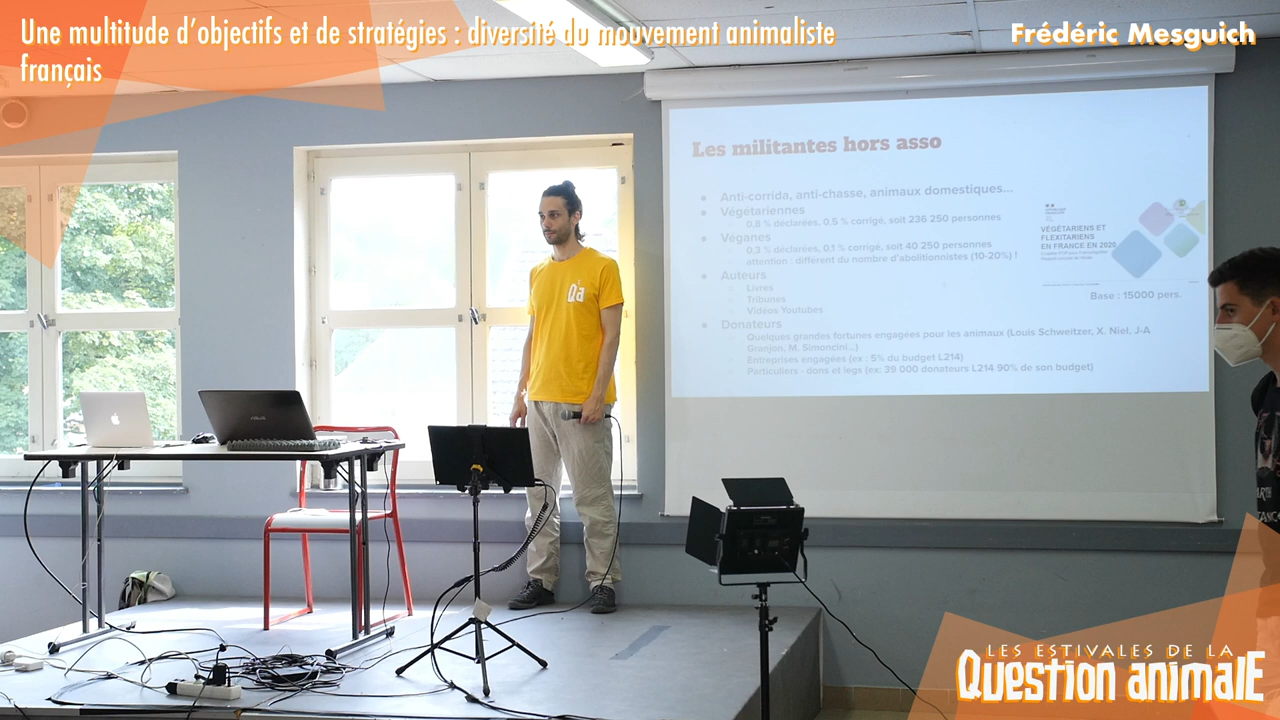 Une multitude d’objectifs et de stratégies : diversité du mouvement animaliste
français
Frédéric Mesguich
Les militantes hors asso
● Anti-corrida, anti-chasse, animaux domestiques...
● Végétariennes
○ 0,8 % déclarées, 0.5 % corrigé, soit 236 250 personnes
● Véganes
○ 0,3 % déclarées, 0,1 % corrigé, soit 40 250 personnes
○ attention : différent du nombre d'abolitionnistes (10-20%) !
● Auteurs
○ Livres
○ Tribunes
○ Vidéos Youtubes
● Donateurs
○ Quelques grandes fortunes engagées pour les animaux (Louis Schweitzer, X. Niel, J-A
Granjon, M. Simoncini...)
○ Entreprises engagées (ex : 5% du budget L214)
○ Particuliers - dons et legs (ex: 39 000 donateurs L214 90% de son budget)
VÉGÉTARIENS ET
FLEXITARIENS
EN FRANCE EN 2020
Base : 15000 pers.
Qa
ASUS
LES ESTIVALES DE LA
QUESTION ANIMALE